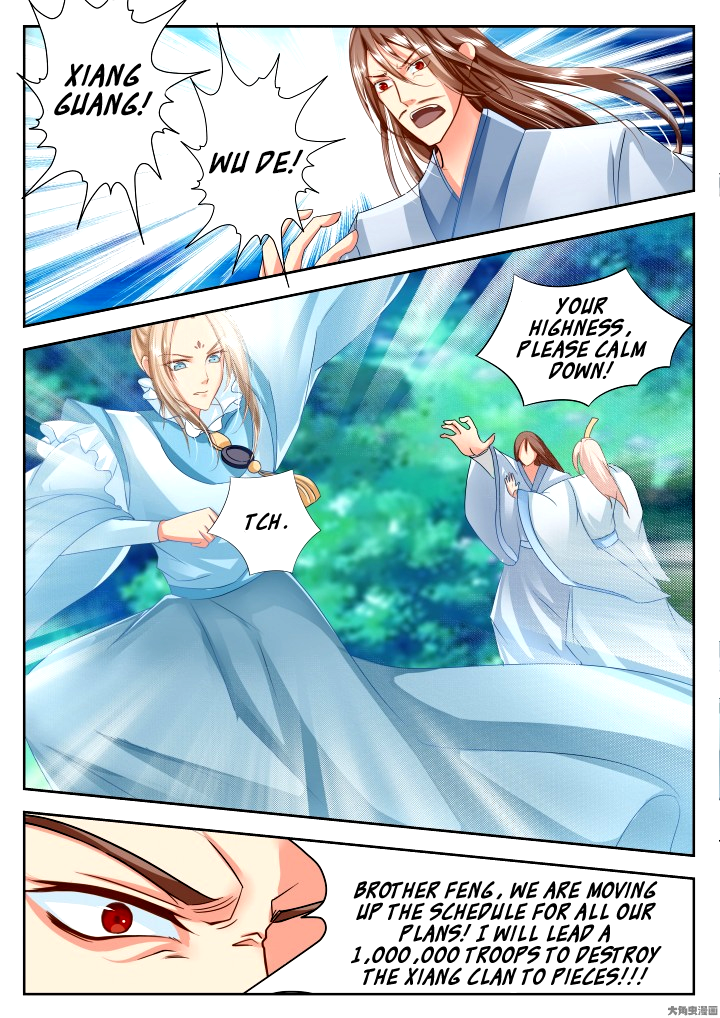 XIANG
GUANG!
WU DE!
YOUR
HIGHNESS,
PLEASE CALM
DOWN!
TCH.
BROTHER FENG, WE ARE MOVING
UP THE SCHEDULE FOR ALL OUR
PLANS! I WILL LEAD A
1,000,000 TROOPS TO DESTROY
THE XIANG CLAN TO PIECES!!!
大角虫漫画